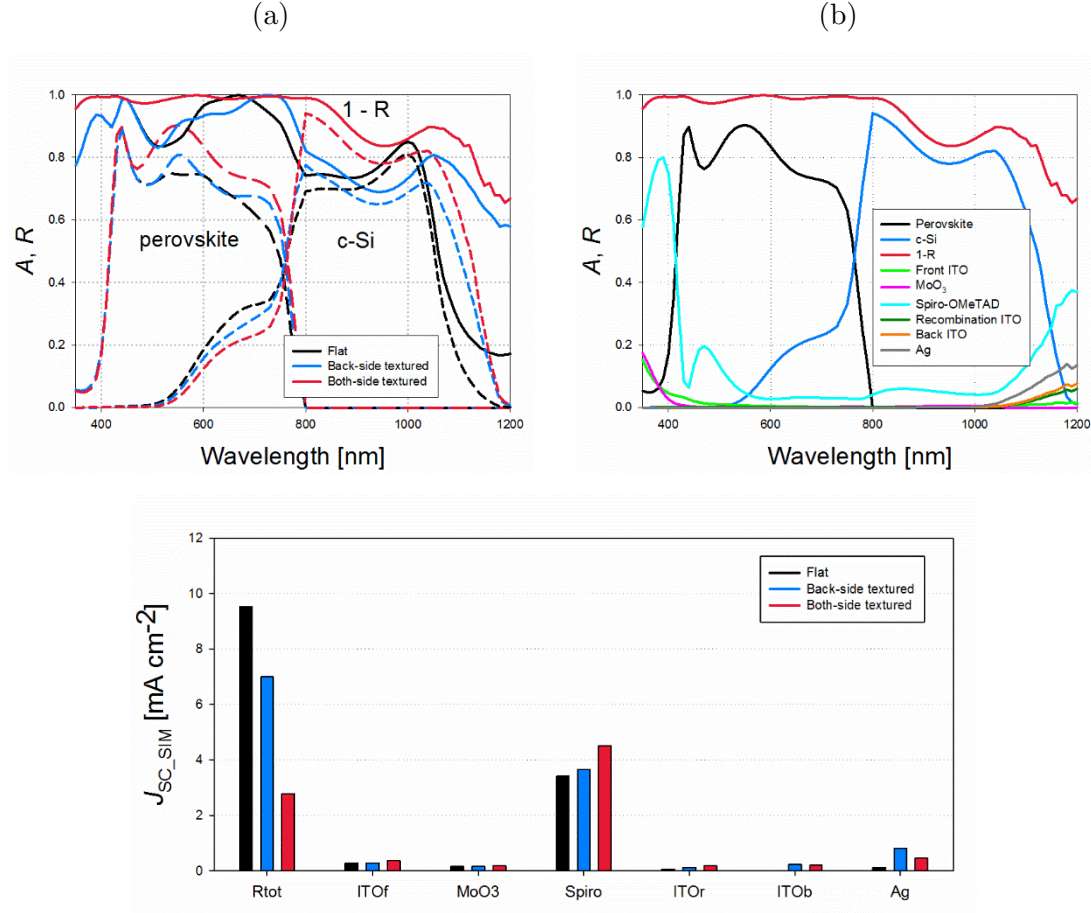 (a)
(b)
1.0
0.8
0.6
0.4
0.2
0.0
A, R
1 - R
perovskite
c-Si
Flat
Back-side textured
Both-side textured
400
600
800
1000
1200
Wavelength [nm]
1.0
0.8
0.6
0.4
0.2
0.0
A, R
Perovskite
c-Si
1-R
Front ITO
MoO3
Spiro-OMeTAD
Recombination ITO
Back ITO
Ag
400
600
800
1000
1200
Wavelength [nm]
12
10
8
6
4
2
0
JSC_SIM [mA cm-2]
Flat
Back-side textured
Both-side textured
Rtot
ITOf
MoO3
Spiro
ITOr
ITOb
Ag